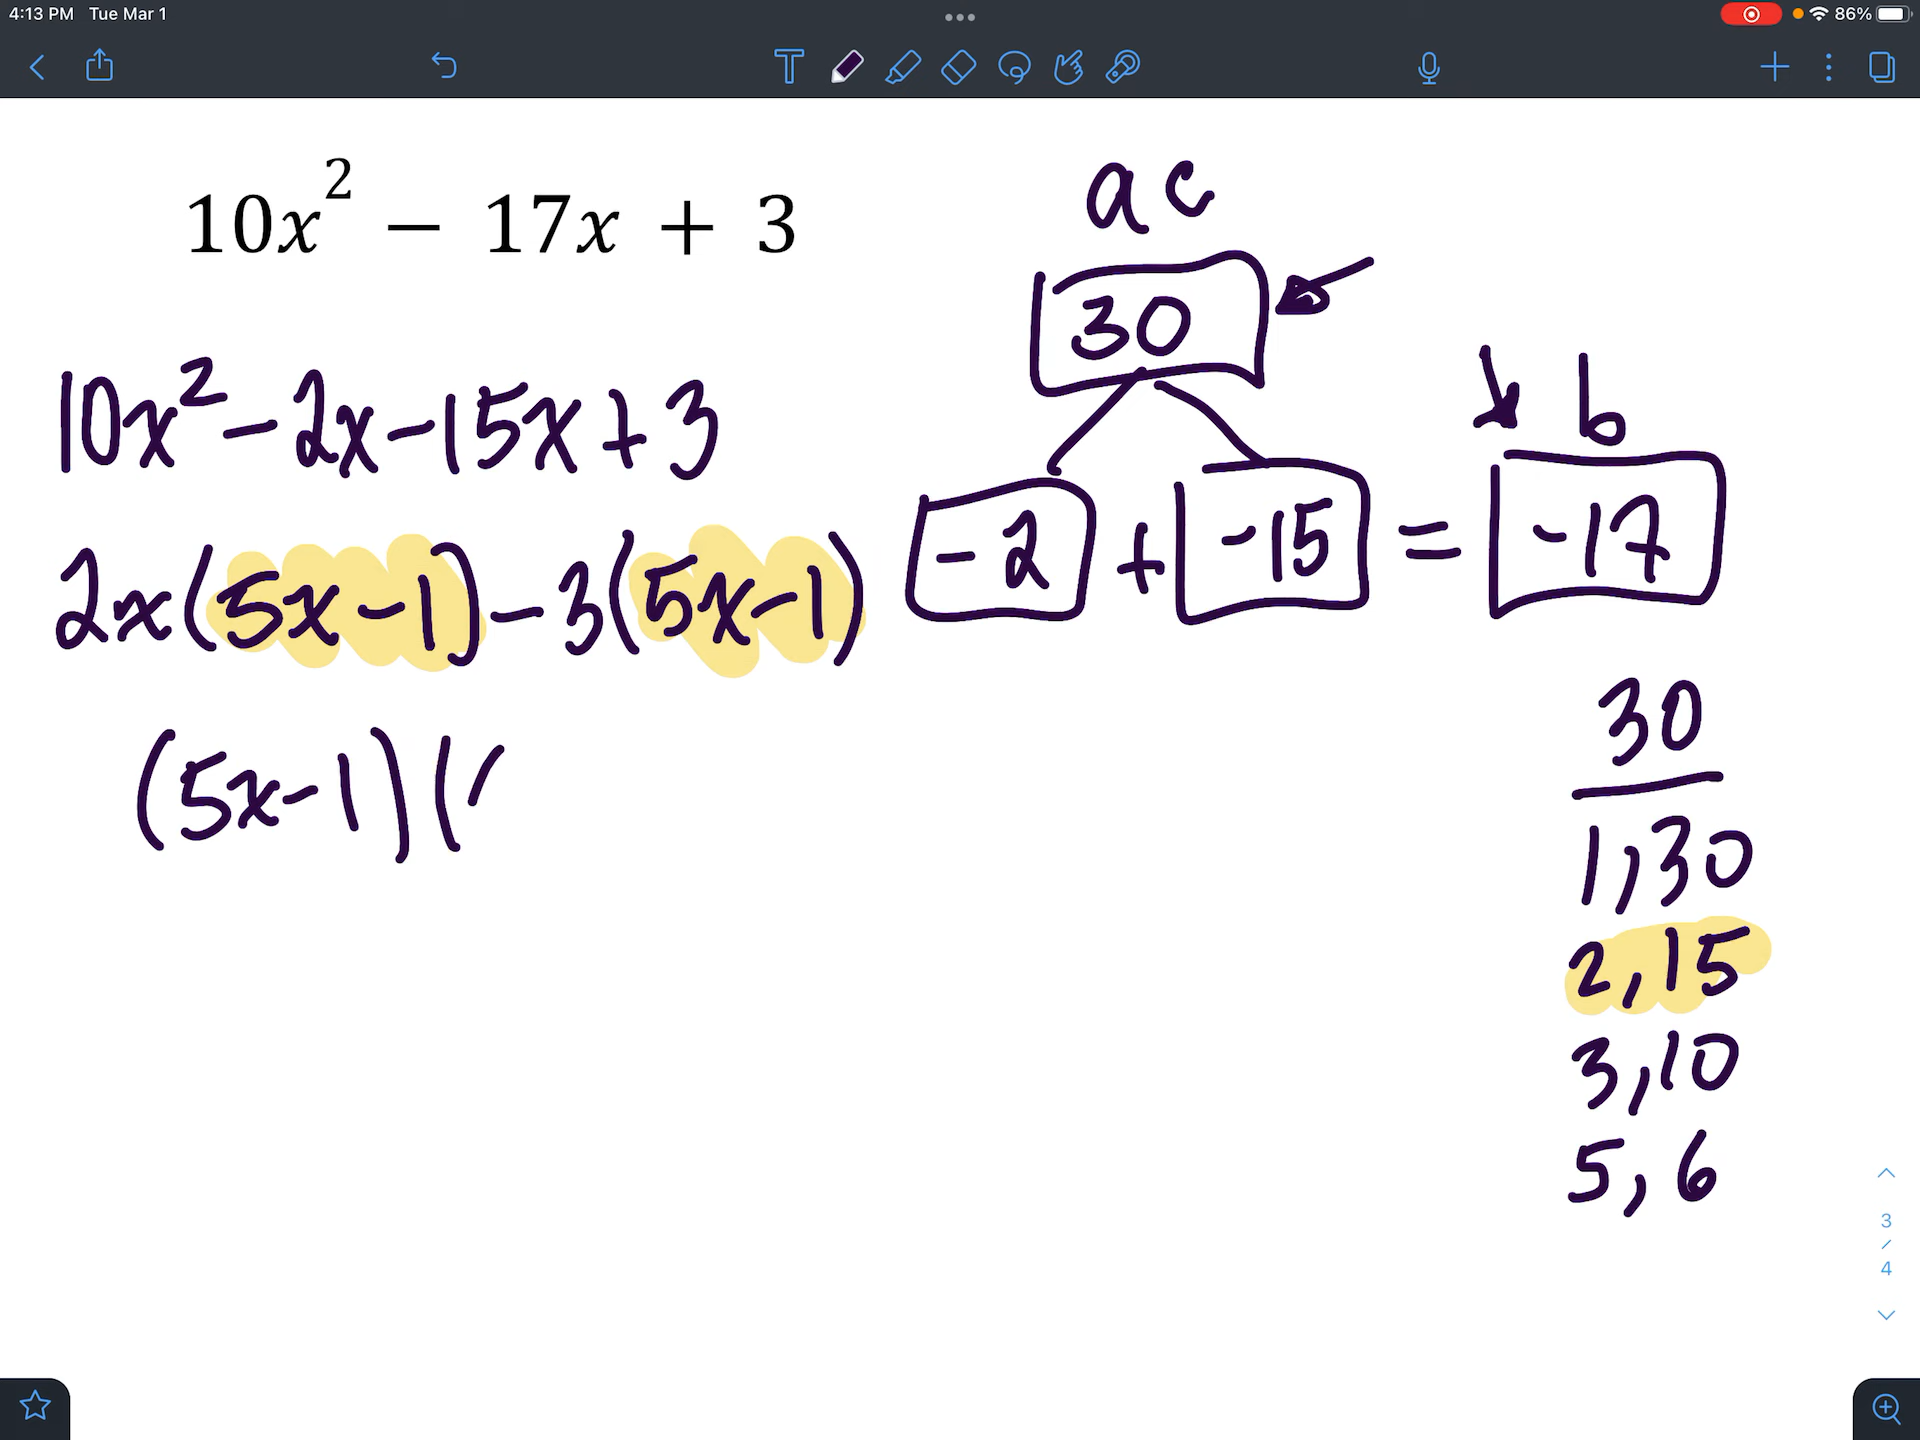 4:13 PM Tue Mar 1
86%
T
10x² − 17x + 3
10x² - 2x - 15x + 3
2x(5x-1) - 3(5x-1)
(5x-1)(
ac
30
b
-2 + -15 = -17
30
1,30
2,15
3,10
5,6
3
/
4